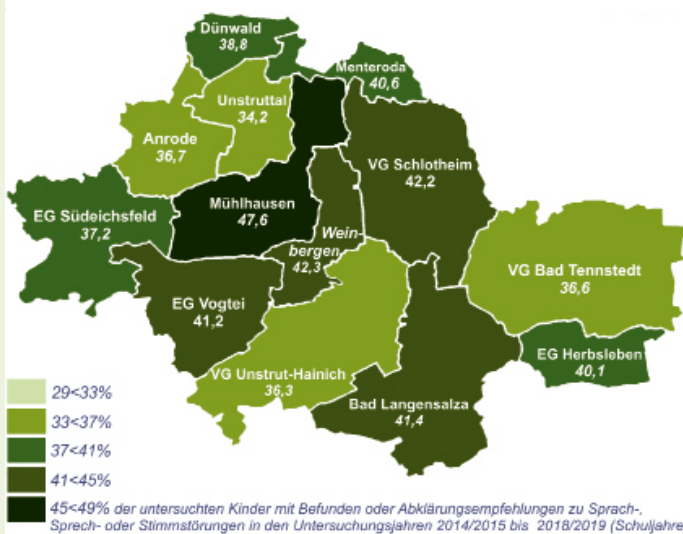 Dünwald
38,8
Menteroda
40,6
Unstruttal
34,2
Anrode
36,7
VG Schlotheim
42,2
Mühlhausen
47,6
EG Südeichsfeld
37,2
Wein-
bergen
42,3
VG Bad Tennstedt
36,6
EG Vogtei
41,2
EG Herbsleben
40,1
VG Unstrut-Hainich
36,3
Bad Langensalza
41,4
29<33%
33<37%
37<41%
41<45%
45<49% der untersuchten Kinder mit Befunden oder Abklärungsempfehlungen zu Sprach-,
Sprech- oder Stimmstörungen in den Untersuchungsjahren 2014/2015 bis 2018/2019 (Schuljahre